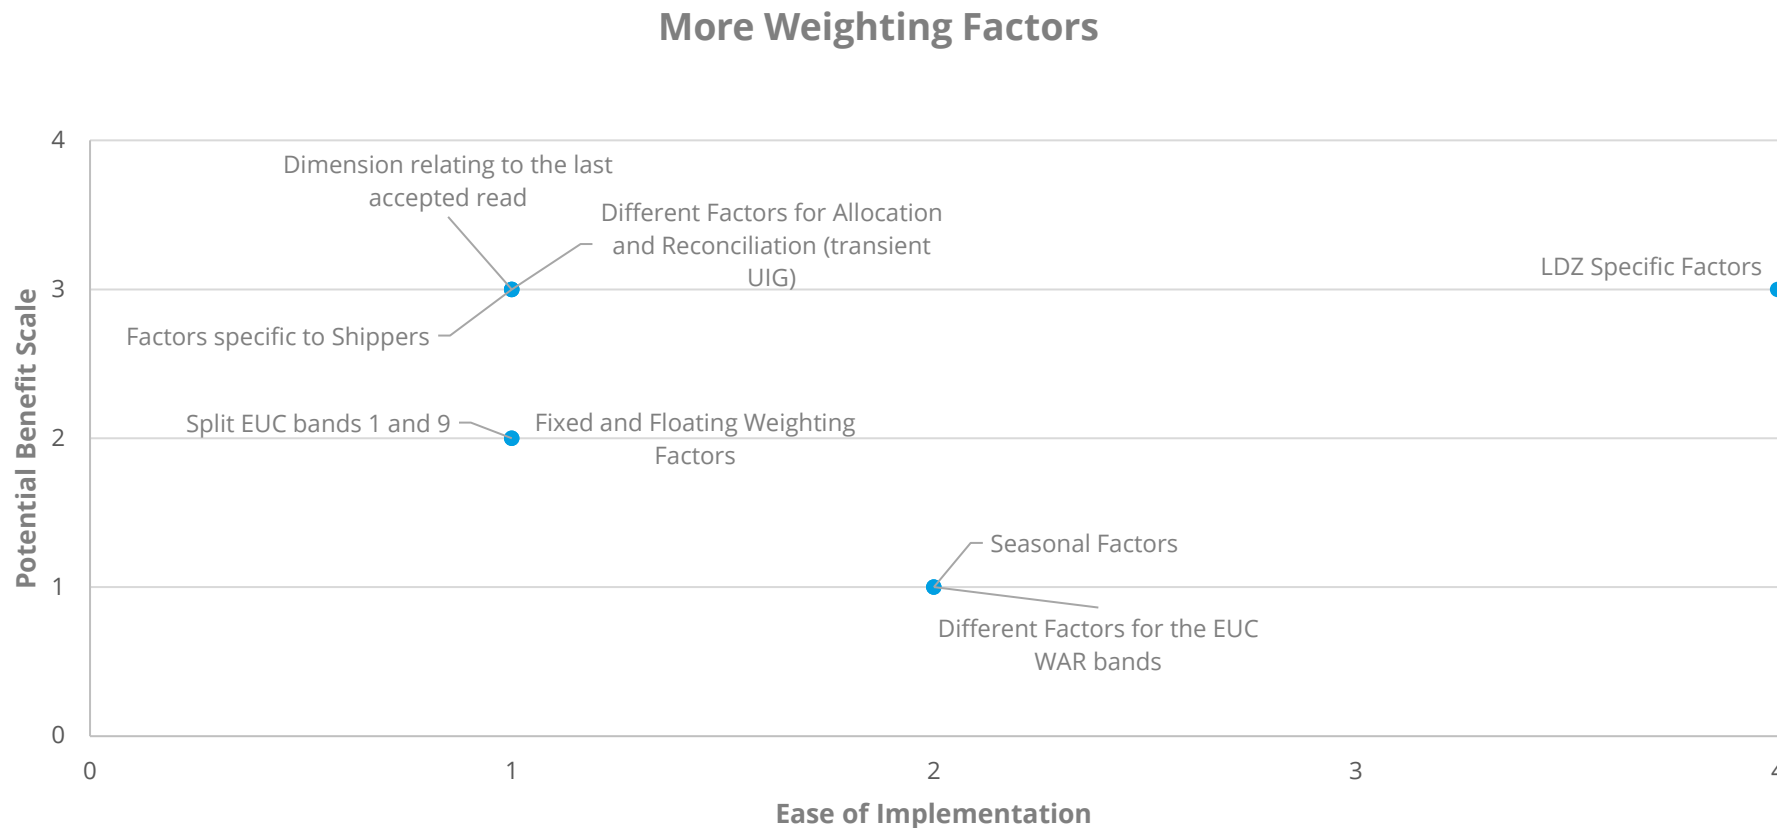 More Weighting Factors
4
Dimension relating to the last
accepted read
Different Factors for Allocation
and Reconciliation (transient
UIG)
LDZ Specific Factors
3
Factors specific to Shippers
Split EUC bands 1 and 9
Fixed and Floating Weighting
Factors
2
Seasonal Factors
1
Different Factors for the EUC
WAR bands
0
Potential Benefit Scale
0
1
2
3
4
Ease of Implementation